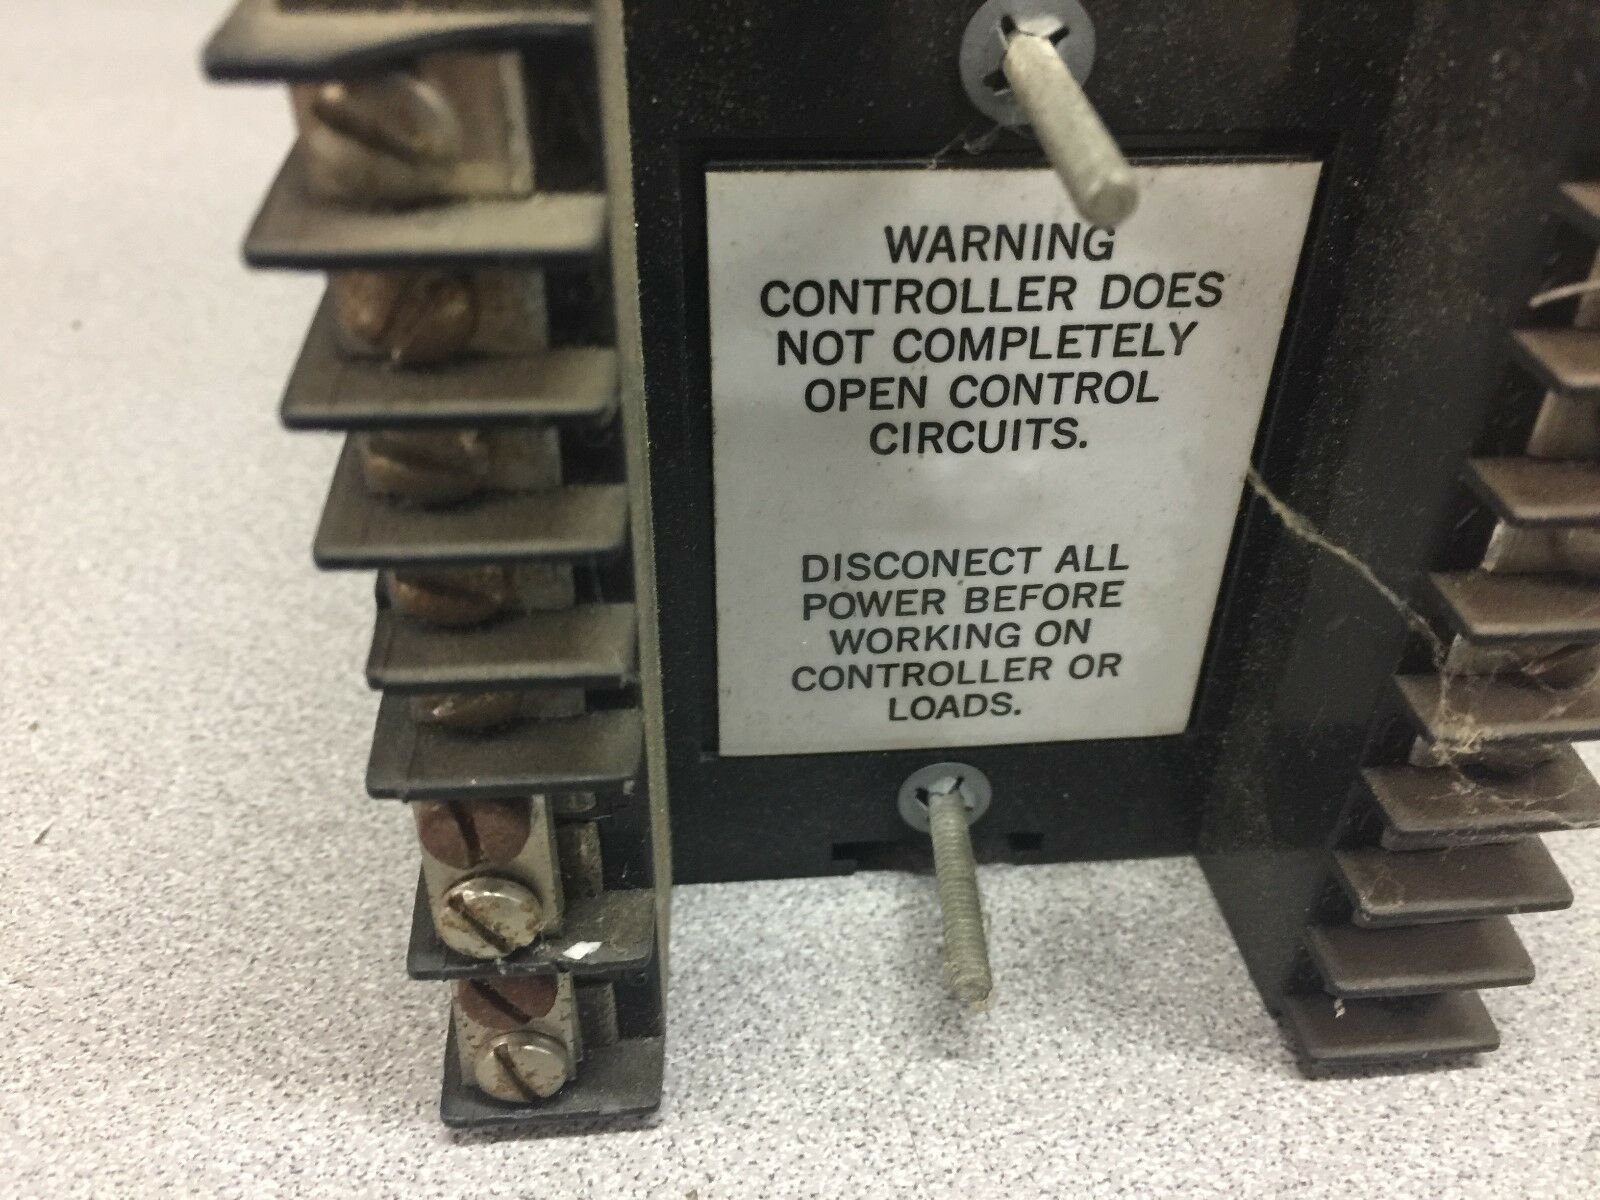 WARNING
CONTROLLER DOES
NOT COMPLETELY
OPEN CONTROL
CIRCUITS.
DISCONECT ALL
POWER BEFORE
WORKING ON
CONTROLLER OR
LOADS.